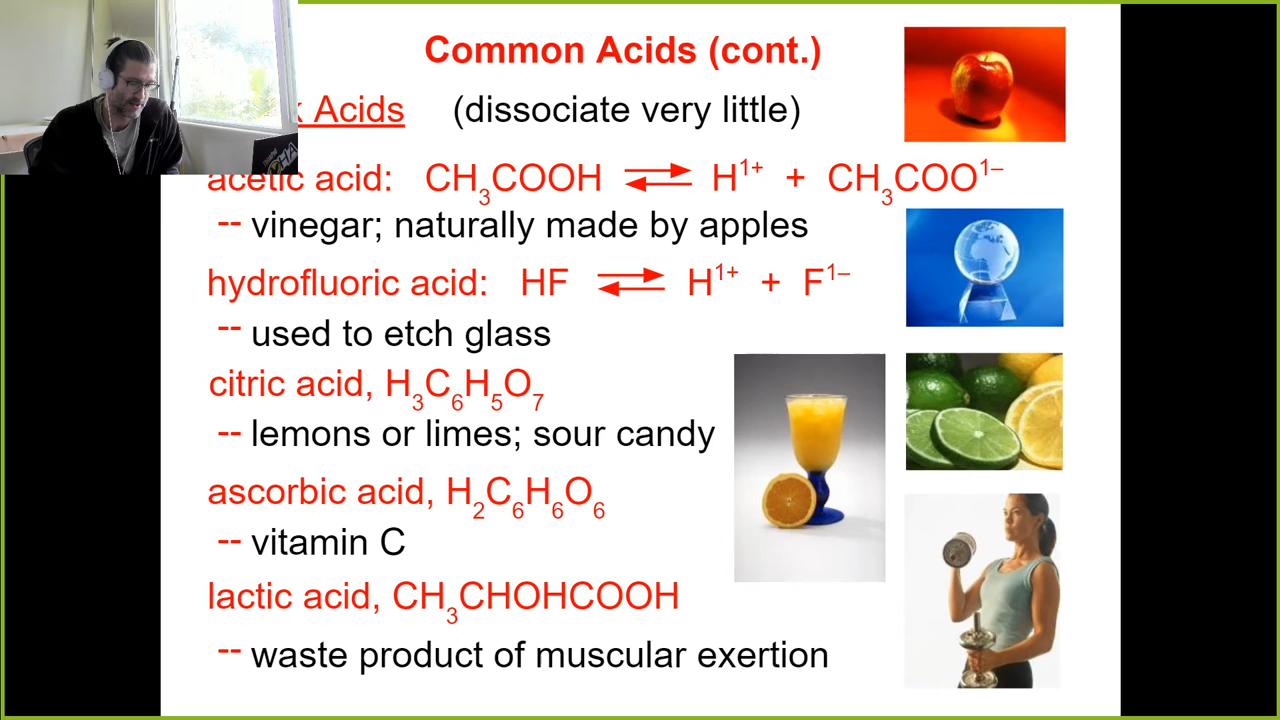 Common Acids (cont.)
Acids (dissociate very little)
acetic acid: CH₃COOH ⇌ H¹⁺ + CH₃COO¹⁻
-- vinegar; naturally made by apples
hydrofluoric acid: HF ⇌ H¹⁺ + F¹⁻
-- used to etch glass
citric acid, H₃C₆H₅O₇
-- lemons or limes; sour candy
ascorbic acid, H₂C₆H₆O₆
-- vitamin C
lactic acid, CH₃CHOHCOOH
-- waste product of muscular exertion